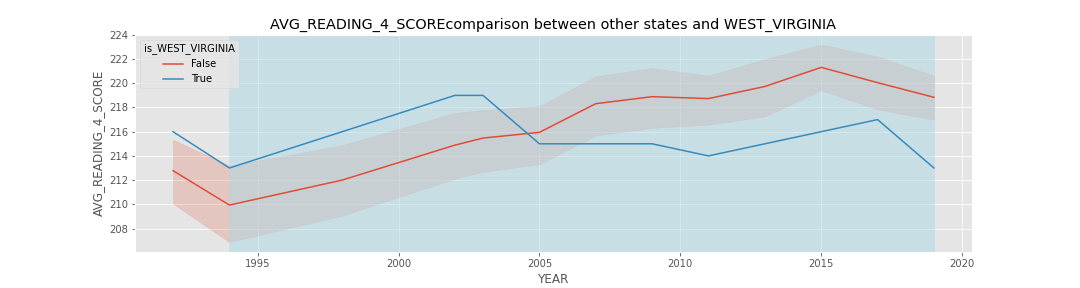 AVG_READING_4_SCOREcomparison between other states and WEST_VIRGINIA
is_WEST_VIRGINIA
False
True
AVG_READING_4_SCORE
224
222
220
218
216
214
212
210
208
1995
2000
2005
2010
2015
2020
YEAR